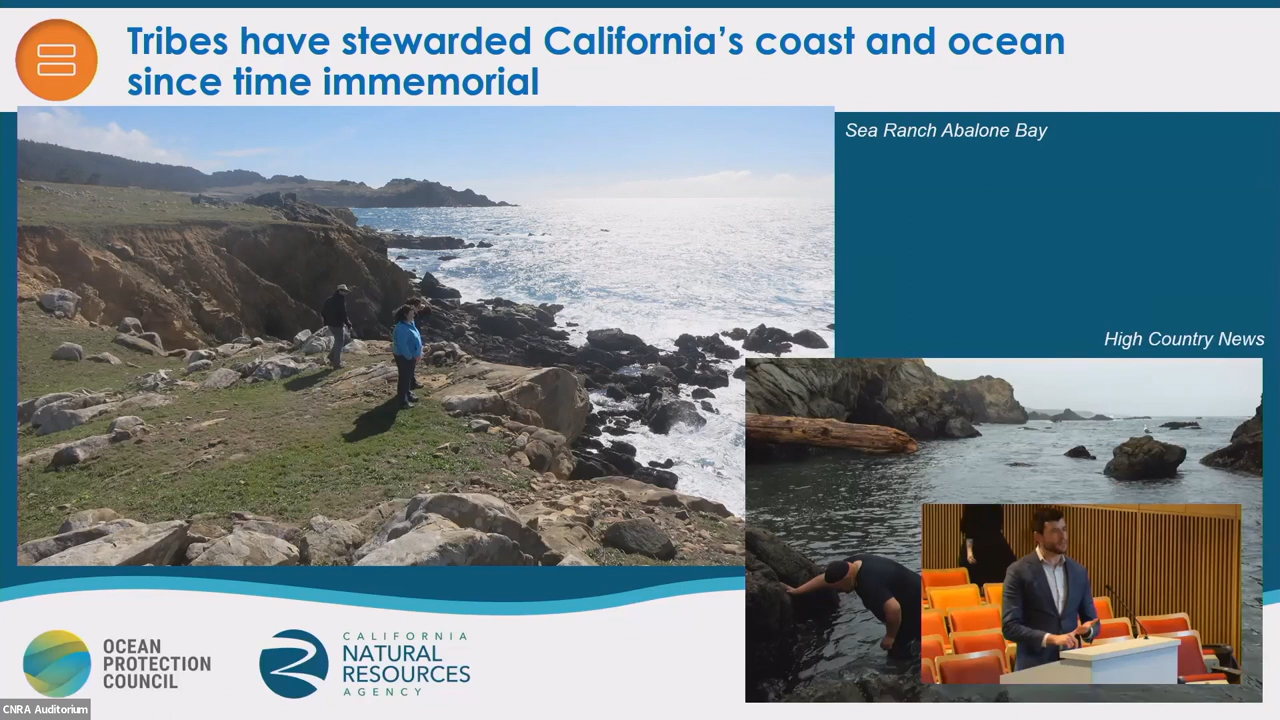 Tribes have stewarded California's coast and ocean
since time immemorial
Sea Ranch Abalone Bay
High Country News
OCEAN
PROTECTION
COUNCIL
CALIFORNIA
NATURAL
RESOURCES
AGENCY
CNRA Auditorium